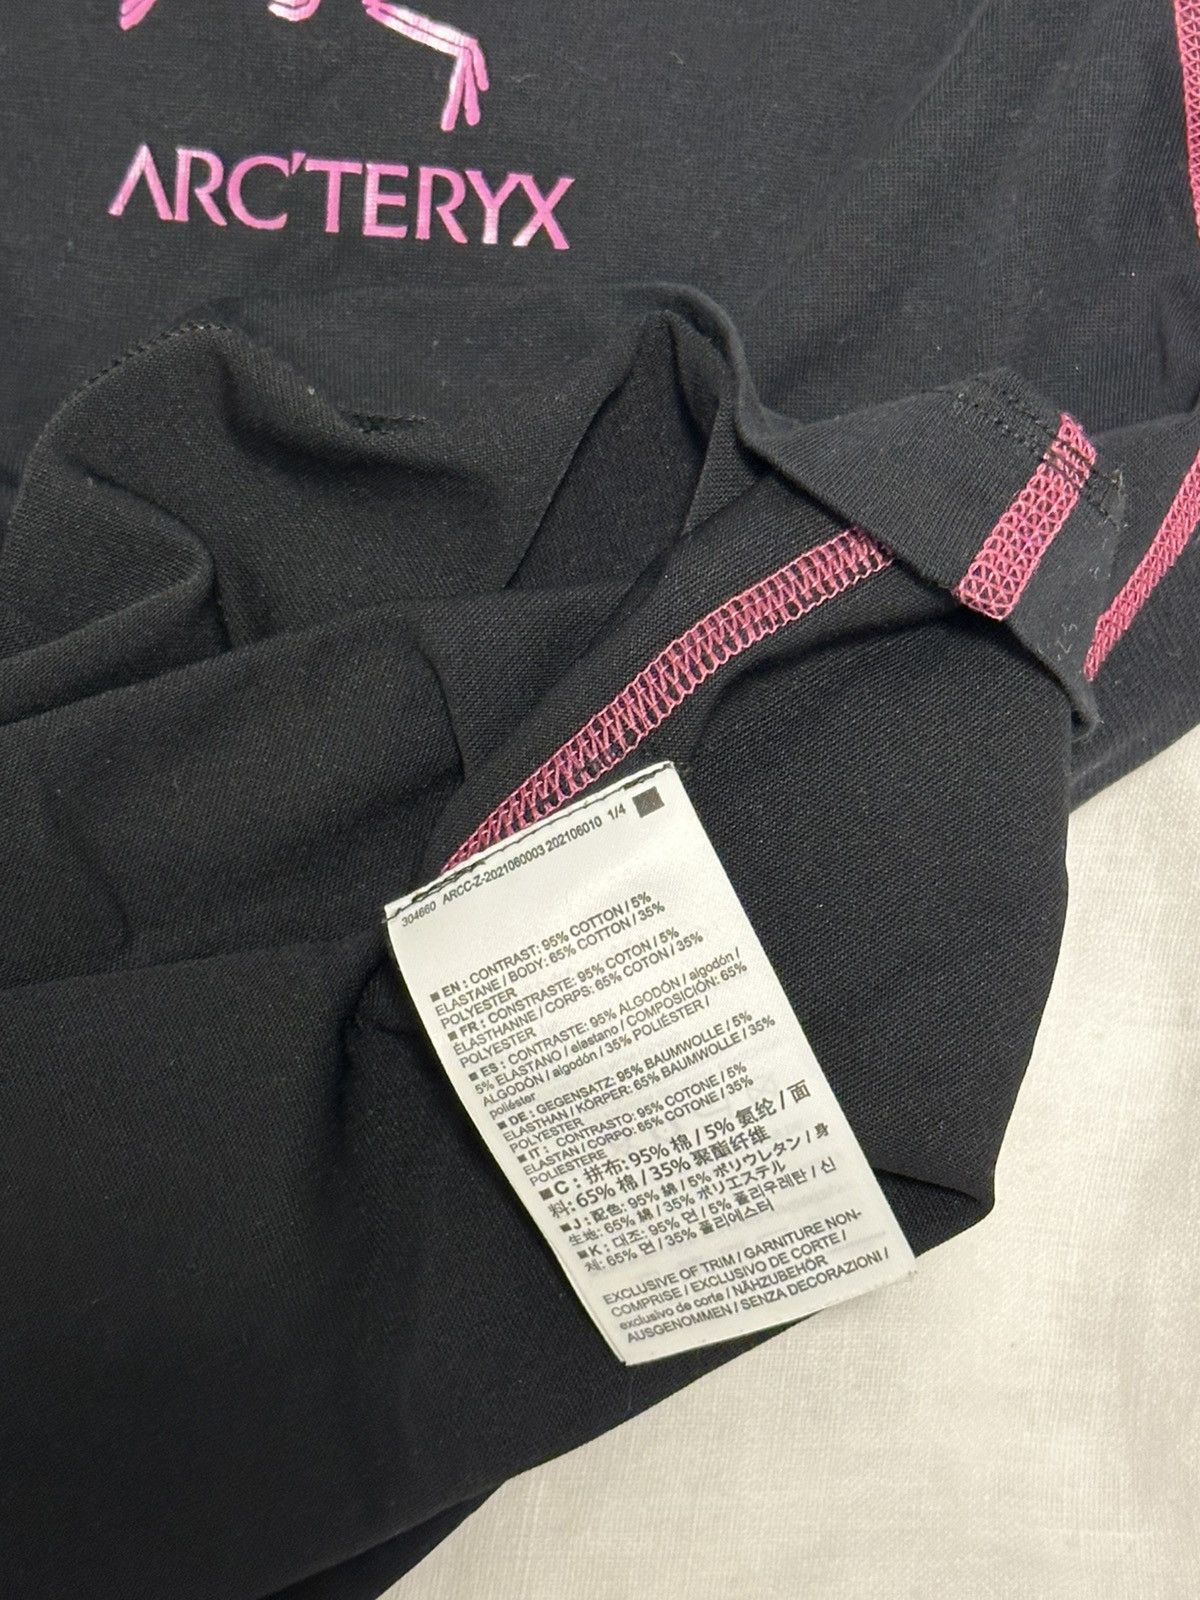 ARC'TERYX
304660 ARCC-Z-2021060003 202106010 1/4
■ EN : CONTRAST: 95% COTTON / 5%
ELASTANE / BODY: 65% COTTON / 35%
POLYESTER
■ FR : CONSTRASTE: 95% COTON / 5%
ÉLASTHANNE / CORPS: 65% COTON / 35%
POLYESTER
■ ES : CONTRASTE: 95% ALGODÓN / algodón /
5% ELASTANO / elastano / COMPOSICIÓN: 65%
ALGODÓN / algodón / 35% POLIÉSTER /
poliéster
■ DE : GEGENSATZ: 95% BAUMWOLLE / 5%
ELASTHAN / KÖRPER: 65% BAUMWOLLE / 35%
POLYESTER
■ IT : CONTRASTO: 95% COTONE / 5%
ELASTAN / CORPO: 65% COTONE / 35%
POLIESTERE
■ C : 拼布: 95% 棉 / 5% 氨纶 / 面
料: 65% 棉 / 35% 聚酯纤维
■ J : 配色: 95% 綿 / 5% ポリウレタン / 身
生地: 65% 綿 / 35% ポリエステル
■ K : 대조: 95% 면 / 5% 폴리우레탄 / 신
체: 65% 면 / 35% 폴리에스터
EXCLUSIVE OF TRIM / GARNITURE NON-
COMPRISE / EXCLUSIVO DE CORTE /
exclusivo de corte / NÄHZUBEHÖR
AUSGENOMMEN / SENZA DECORAZIONI /